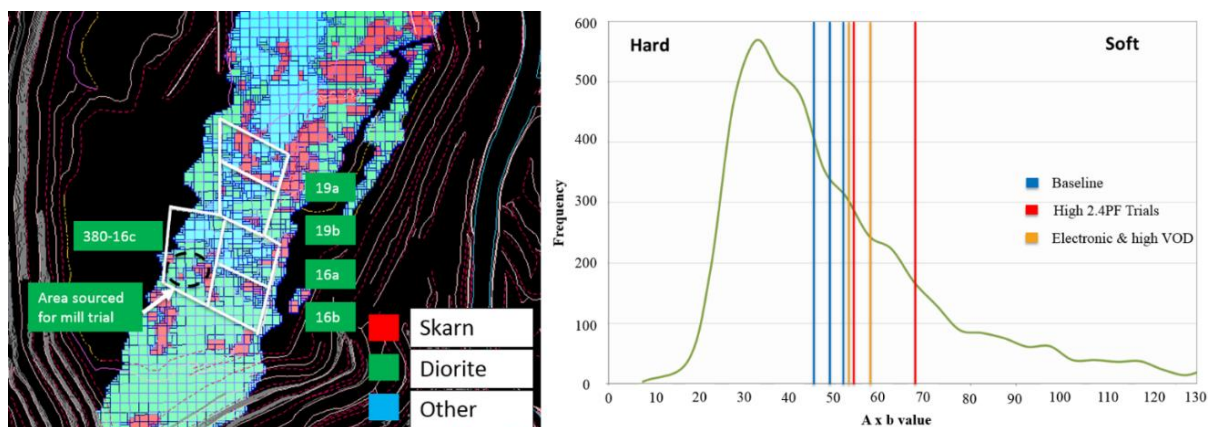 380-16c
Area sourced
for mill trial
19a
19b
16a
16b
Skarn
Diorite
Other
600
500
400
300
200
100
0
Frequency
Hard
Soft
Baseline
High 2.4PF Trials
Electronic & high VOD
0 10 20 30 40 50 60 70 80 90 100 110 120 130
A x b value